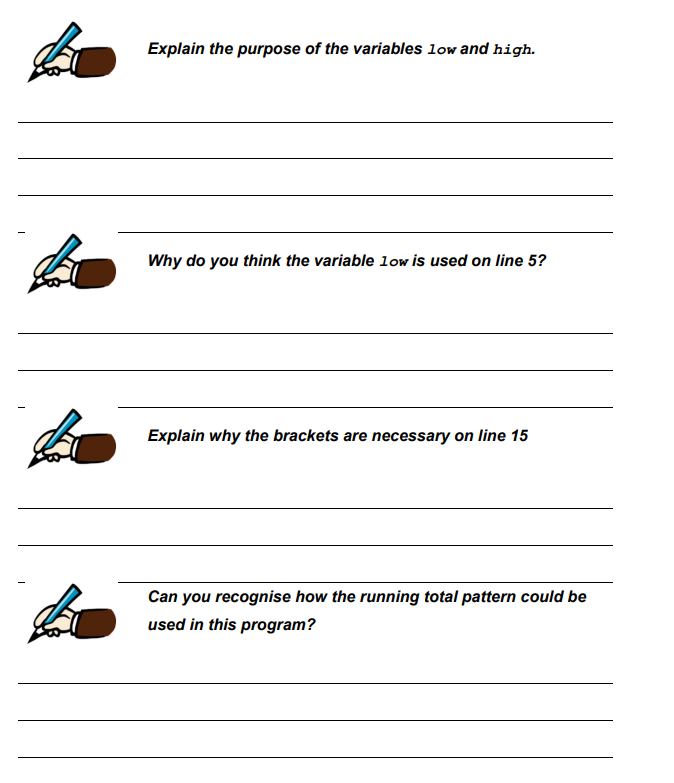 Explain the purpose of the variables low and high.
Why do you think the variable low is used on line 5?
Explain why the brackets are necessary on line 15
Can you recognise how the running total pattern could be
used in this program?